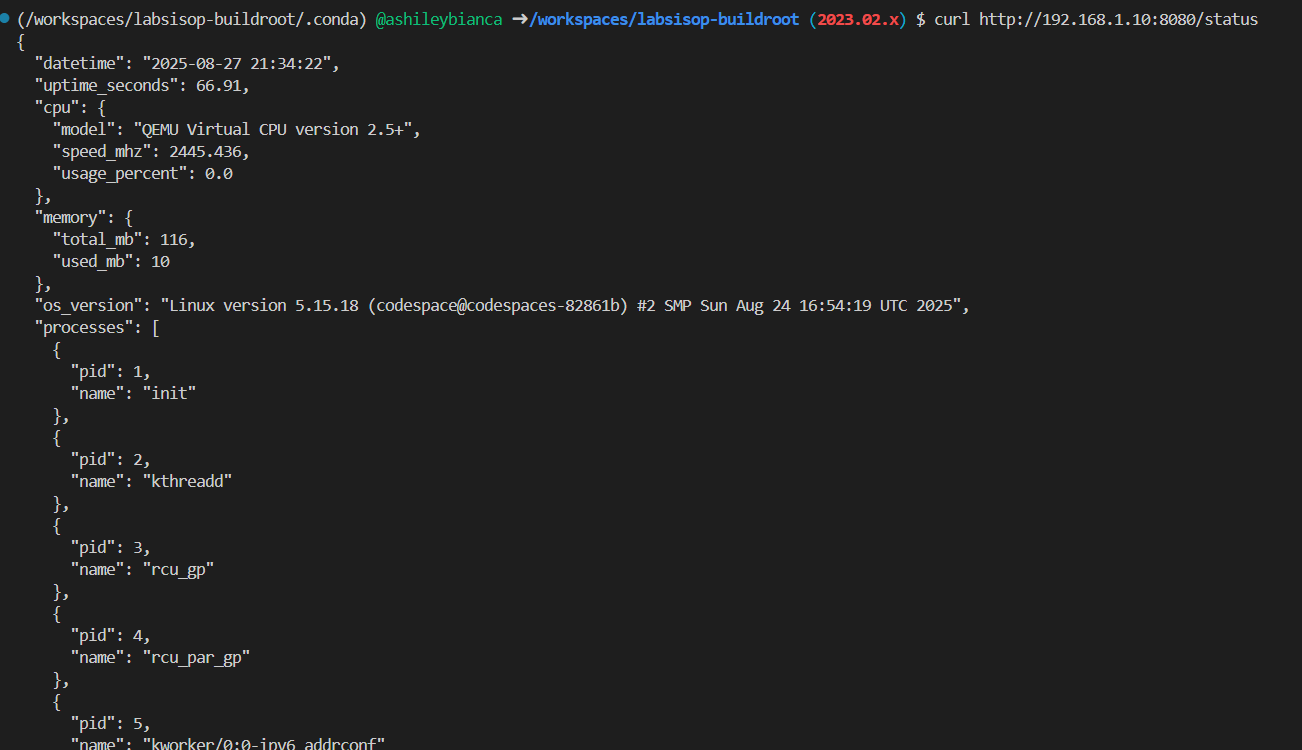 (/workspaces/labsisop-buildroot/.conda) @ashileybianca ➜/workspaces/labsisop-buildroot (2023.02.x) $ curl http://192.168.1.10:8080/status
{
  "datetime": "2025-08-27 21:34:22",
  "uptime_seconds": 66.91,
  "cpu": {
    "model": "QEMU Virtual CPU version 2.5+",
    "speed_mhz": 2445.436,
    "usage_percent": 0.0
  },
  "memory": {
    "total_mb": 116,
    "used_mb": 10
  },
  "os_version": "Linux version 5.15.18 (codespace@codespaces-82861b) #2 SMP Sun Aug 24 16:54:19 UTC 2025",
  "processes": [
    {
      "pid": 1,
      "name": "init"
    },
    {
      "pid": 2,
      "name": "kthreadd"
    },
    {
      "pid": 3,
      "name": "rcu_gp"
    },
    {
      "pid": 4,
      "name": "rcu_par_gp"
    },
    {
      "pid": 5,
      "name": "kworker/0:0-ipv6_addrconf"